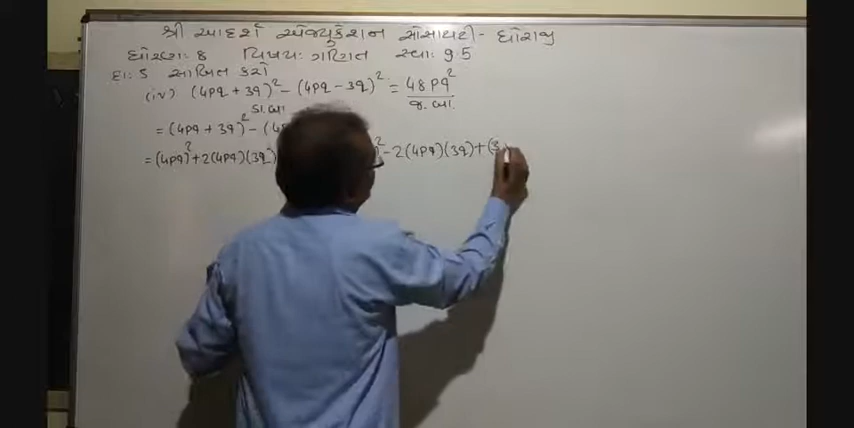 શ્રી આદર્શ એજ્યુકેશન સોસાયટી - ધોરાજી
ધોરણ: 8 વિષય: ગણિત સ્વા: 9.5
દા: 5 સાબિત કરો
(iv) (4pq + 3q)² - (4pq - 3q)² = 48pq²
ડા.બા જ.બા.
= (4pq + 3q)² - (4
= (4pq)² + 2(4pq)(3q) )² - 2(4pq)(3q) + (3